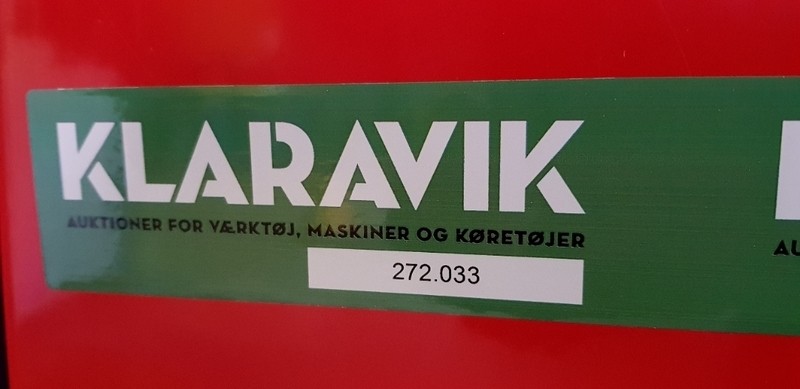 KLARAVIK
AUKTIONER FOR VÆRKTØJ, MASKINER OG KØRETØJER
272.033